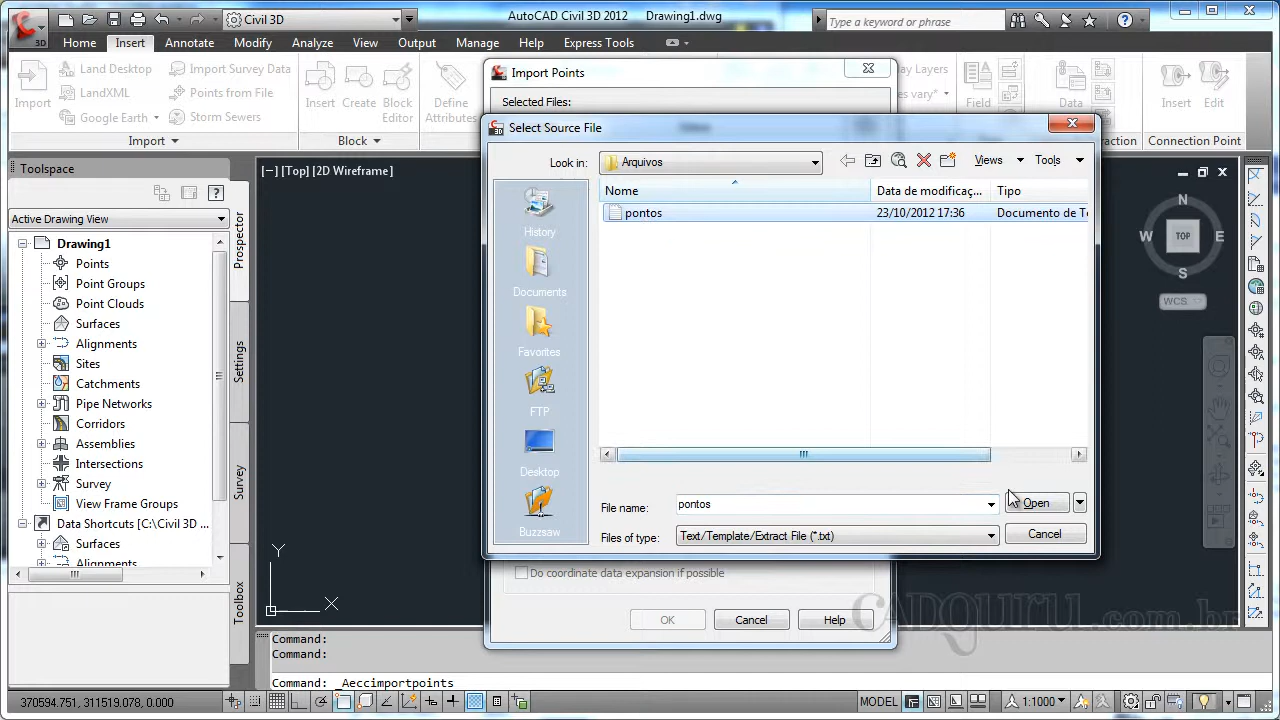 Civil 3D
AutoCAD Civil 3D 2012 Drawing1.dwg
Type a keyword or phrase
3D
Home Insert Annotate Modify Analyze View Output Manage Help Express Tools
Land Desktop Import Survey Data
LandXML Points from File
Google Earth Storm Sewers
Import Insert Create Block Editor Define Attributes
Layers
vary" Field Data Insert Edit
Import Block Connection Point
Import Points
Selected Files:
Select Source File
Look in: Arquivos Views Tools
Nome Data de modificaç... Tipo
pontos 23/10/2012 17:36 Documento de Te
History
Documents
Favorites
FTP
Desktop
Buzzsaw
File name: pontos Open
Files of type: Text/Template/Extract File (*.txt) Cancel
Do coordinate data expansion if possible
OK Cancel Help
Toolspace
Active Drawing View
Drawing1
Points
Point Groups
Point Clouds
Surfaces
Alignments
Sites
Catchments
Pipe Networks
Corridors
Assemblies
Intersections
Survey
View Frame Groups
Data Shortcuts [C:\Civil 3D ...
Surfaces
Alignments
Prospector
Settings
Survey
Toolbox
[−][Top][2D Wireframe]
N
W TOP E
S
WCS
Y
X
CADGURU.com.br
Command:
Command:
Command: _Aeccimportpoints
370594.751, 311519.078, 0.000 MODEL 1:1000